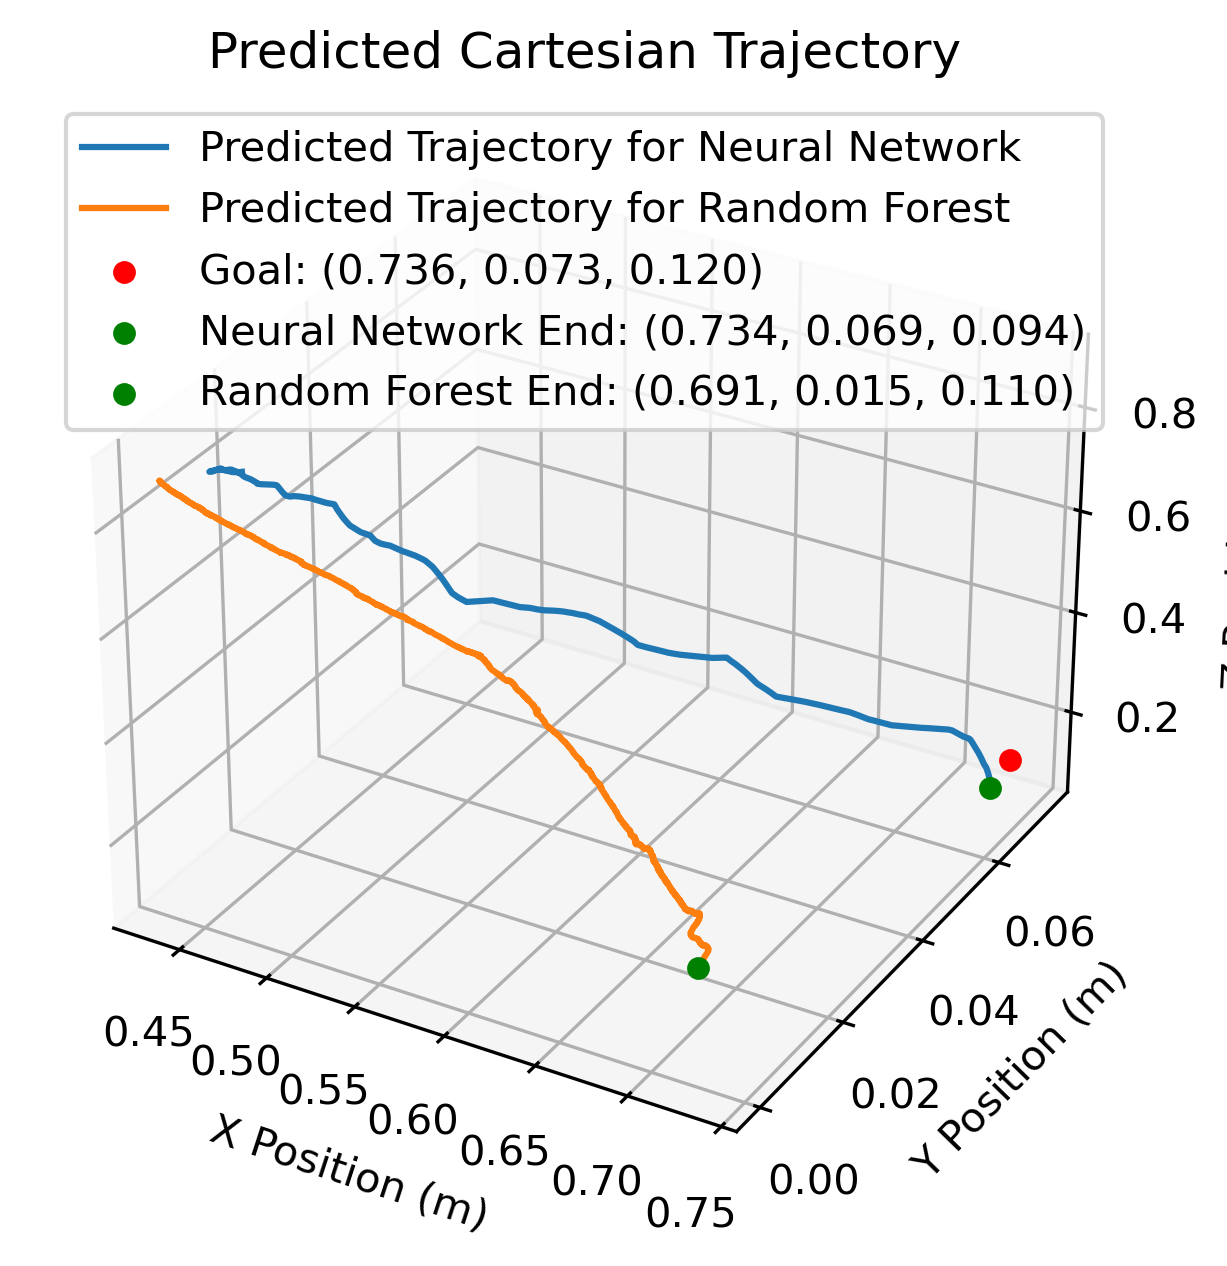 Predicted Cartesian Trajectory
Predicted Trajectory for Neural Network
Predicted Trajectory for Random Forest
Goal: (0.736, 0.073, 0.120)
Neural Network End: (0.734, 0.069, 0.094)
Random Forest End: (0.691, 0.015, 0.110)
0.8
0.6
0.4
0.2
0.06
0.04
0.02
0.00
Y Position (m)
0.45
0.50
0.55
0.60
0.65
0.70
0.75
X Position (m)